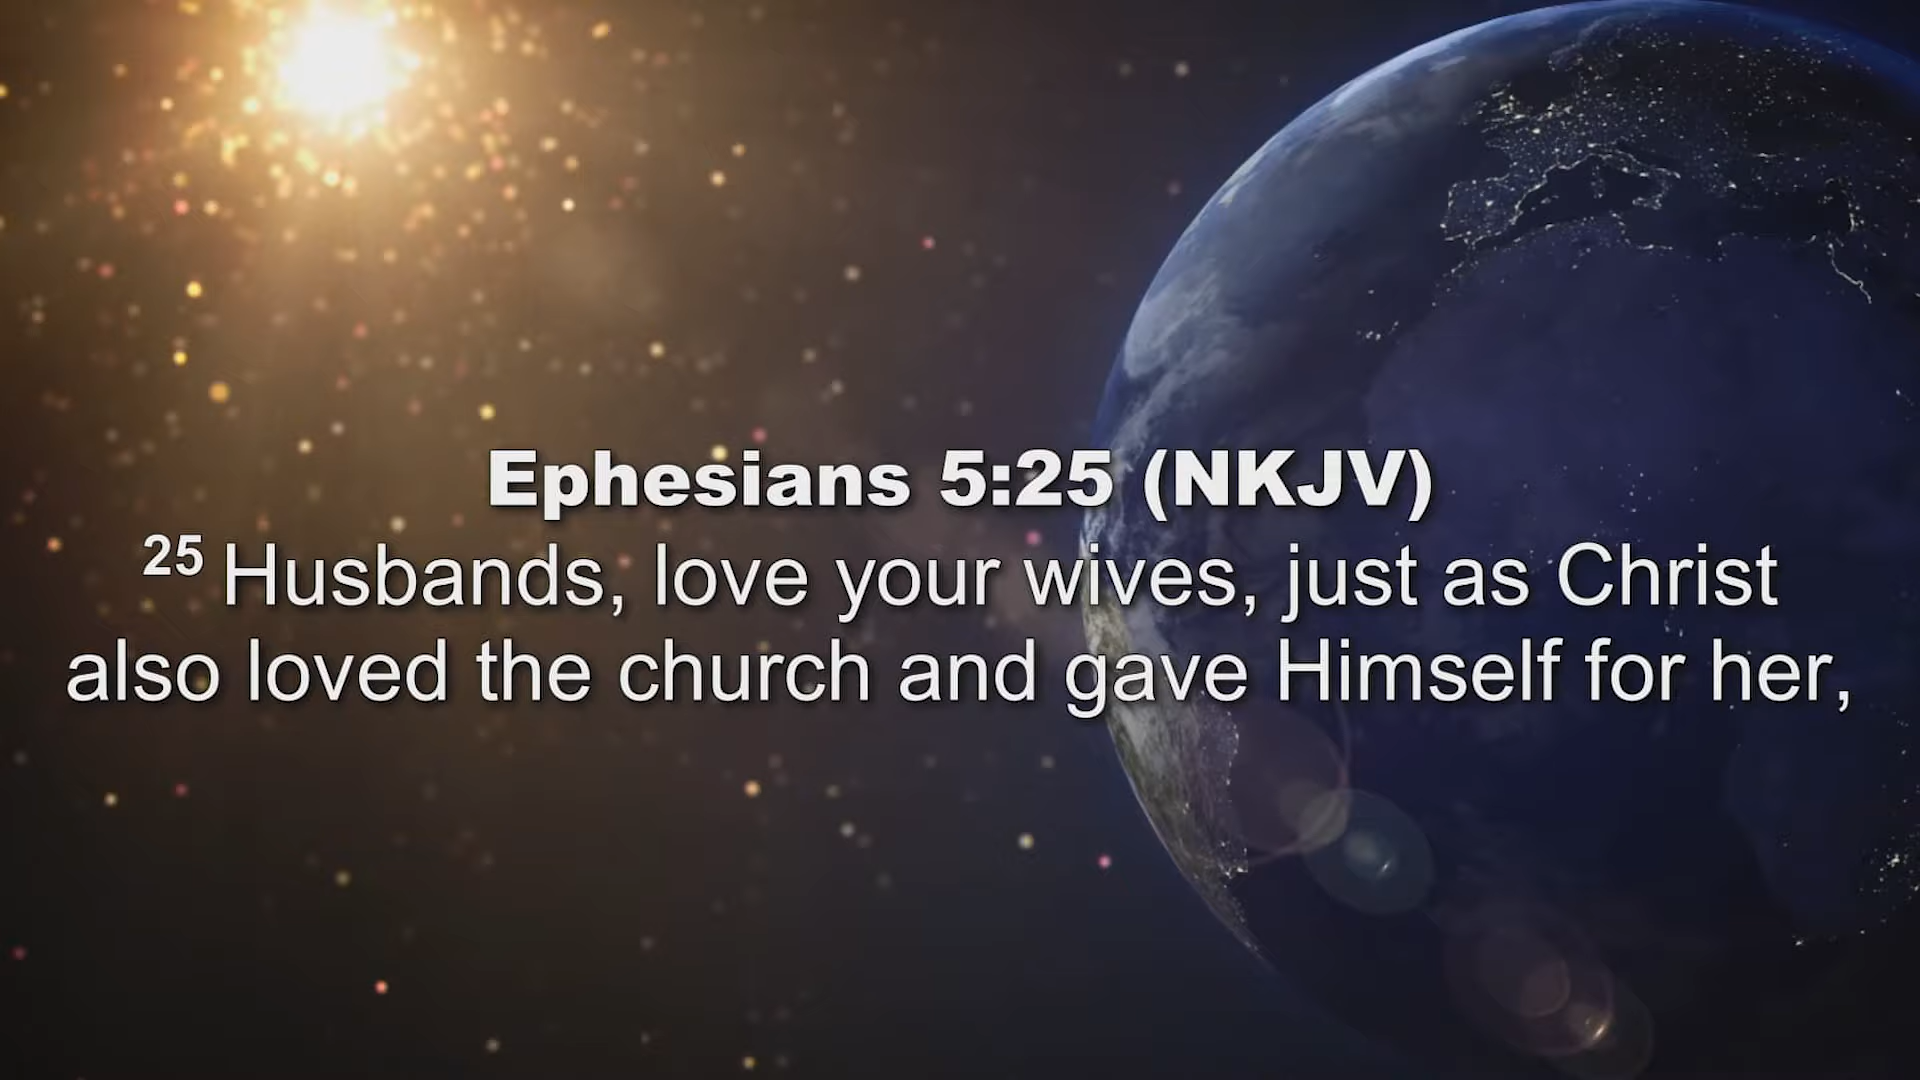 Ephesians 5:25 (NKJV)
25 Husbands, love your wives, just as Christ
also loved the church and gave Himself for her,